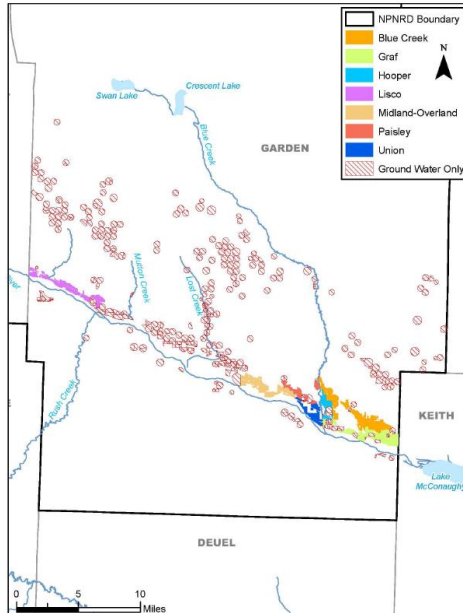 NPNRD Boundary
Blue Creek
Graf
Hooper
Lisco
Midland-Overland
Paisley
Union
Ground Water Only
N
Swan Lake
Crescent Lake
Blue Creek
GARDEN
Mutton Creek
Lost Creek
Rush Creek
KEITH
Lake
McConaughy
DEUEL
0 5 10
Miles